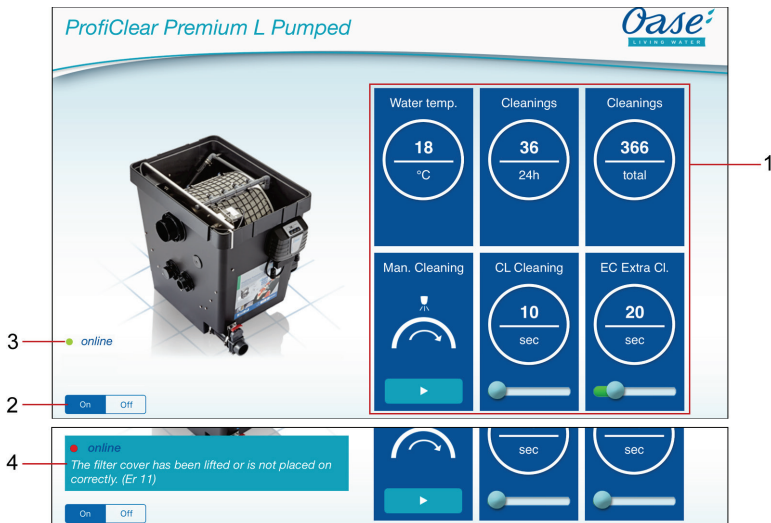 ProfiClear Premium L Pumped
Oase
LIVING WATER
Water temp.
18
°C
Cleanings
36
24h
Cleanings
366
total
1
Man. Cleaning
CL Cleaning
10
sec
EC Extra Cl.
20
sec
3
online
2
On Off
4
online
The filter cover has been lifted or is not placed on
correctly. (Er 11)
sec
sec
On Off